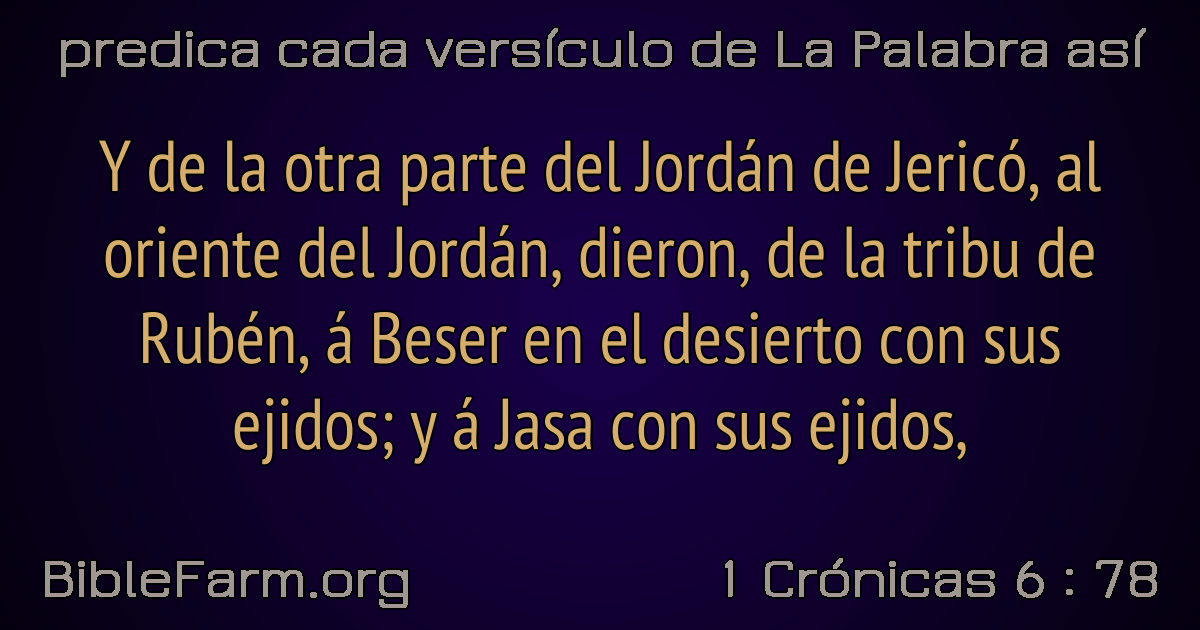 predica cada versículo de La Palabra así
Y de la otra parte del Jordán de Jericó, al
oriente del Jordán, dieron, de la tribu de
Rubén, á Beser en el desierto con sus
ejidos; y á Jasa con sus ejidos,
BibleFarm.org
1 Crónicas 6 : 78